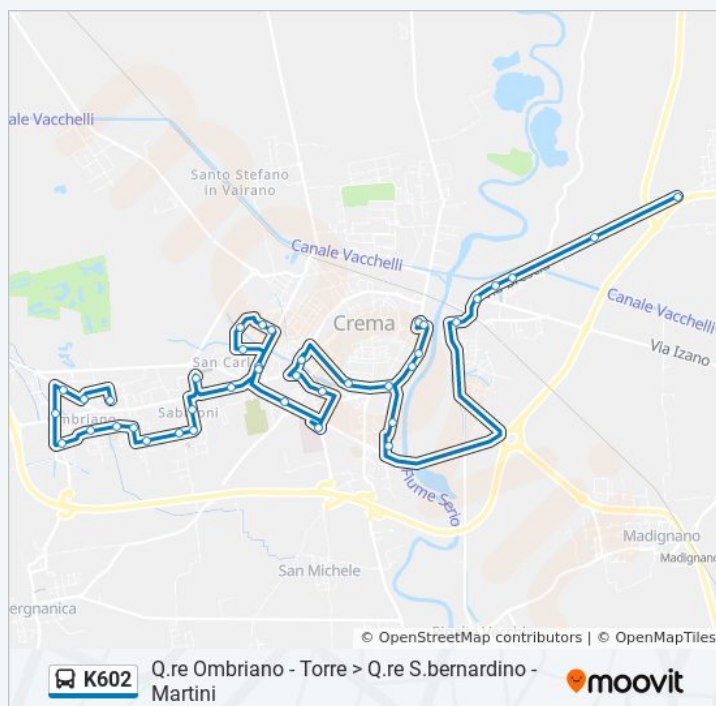 ale Vacchelli
Santo Stefano
in Vairano
Canale Vacchelli
Canale Vacchelli
Crema
Via Izano
San Carl
Ombriano
Sabbioni
Fiume Serio
Madignano
Madignano
San Michele
ergnanica
© OpenStreetMap contributors | © OpenMapTiles
K602
Q.re Ombriano - Torre > Q.re S.bernardino -
Martini
moovit